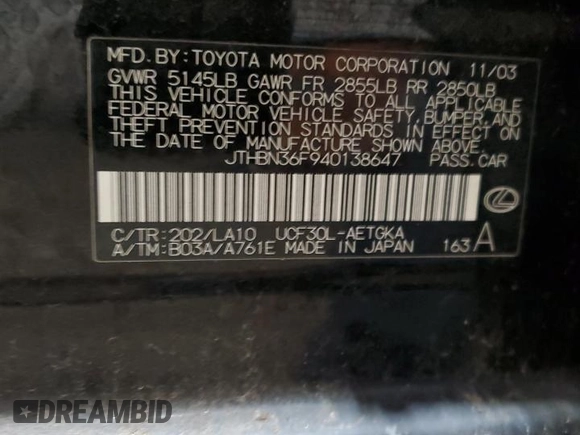 MFD. BY: TOYOTA MOTOR CORPORATION 11/03
GVWR 5145LB GAWR FR 2855LB RR 2850LB
THIS VEHICLE CONFORMS TO ALL APPLICABLE
FEDERAL MOTOR VEHICLE SAFETY, BUMPER, AND
THEFT PREVENTION STANDARDS IN EFFECT ON
THE DATE OF MANUFACTURE SHOWN ABOVE.
JTHBN36F940138647 PASS. CAR
C/TR: 202/LA10 UCF30L-AETGKA
A/TM: B03A/A761E MADE IN JAPAN 163 A
DREAMBID